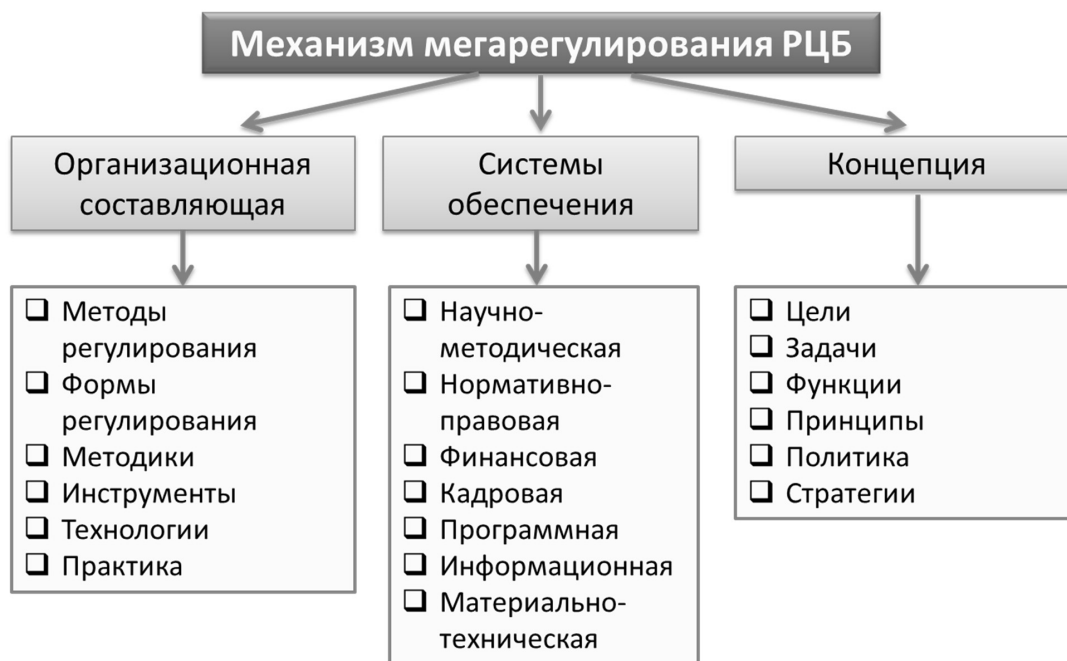 Механизм мегарегулирования РЦБ
Организационная
составляющая
Методы
регулирования
Формы
регулирования
Методики
Инструменты
Технологии
Практика
Системы
обеспечения
Научно-
методическая
Нормативно-
правовая
Финансовая
Кадровая
Программная
Информационная
Материально-
техническая
Концепция
Цели
Задачи
Функции
Принципы
Политика
Стратегии